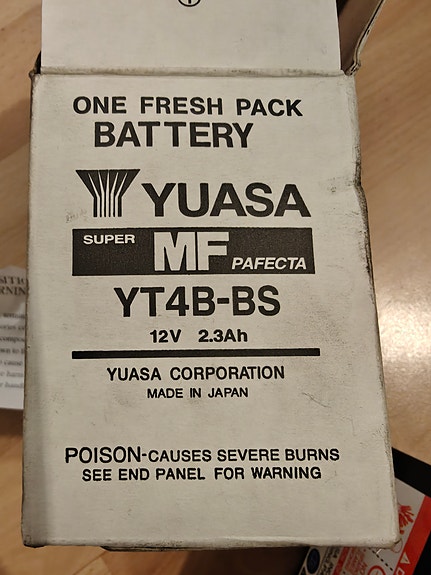 ONE FRESH PACK
BATTERY
YUASA
SUPER MF PAFECTA
YT4B-BS
12V 2.3Ah
YUASA CORPORATION
MADE IN JAPAN
POISON-CAUSES SEVERE BURNS
SEE END PANEL FOR WARNING